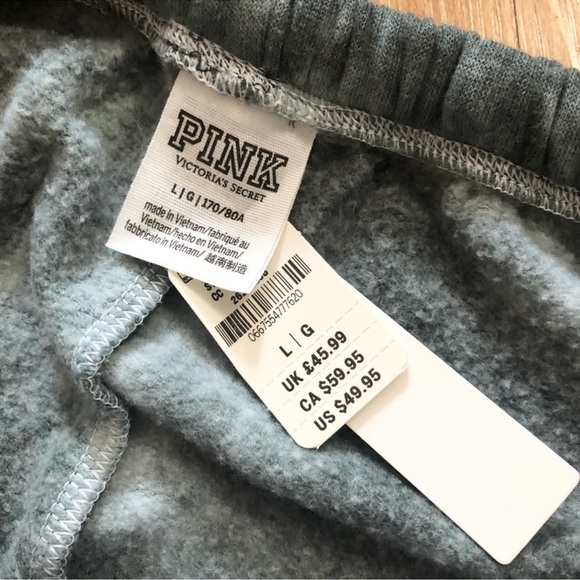 PINK
VICTORIA'S SECRET
L | G | 170/80A
made in Vietnam/fabriqué au
Vietnam/hecho en Vietnam/
fabbricato in Vietnam/ 越南制造
0667554777620
L | G
UK £45.99
CA $59.95
US $49.95